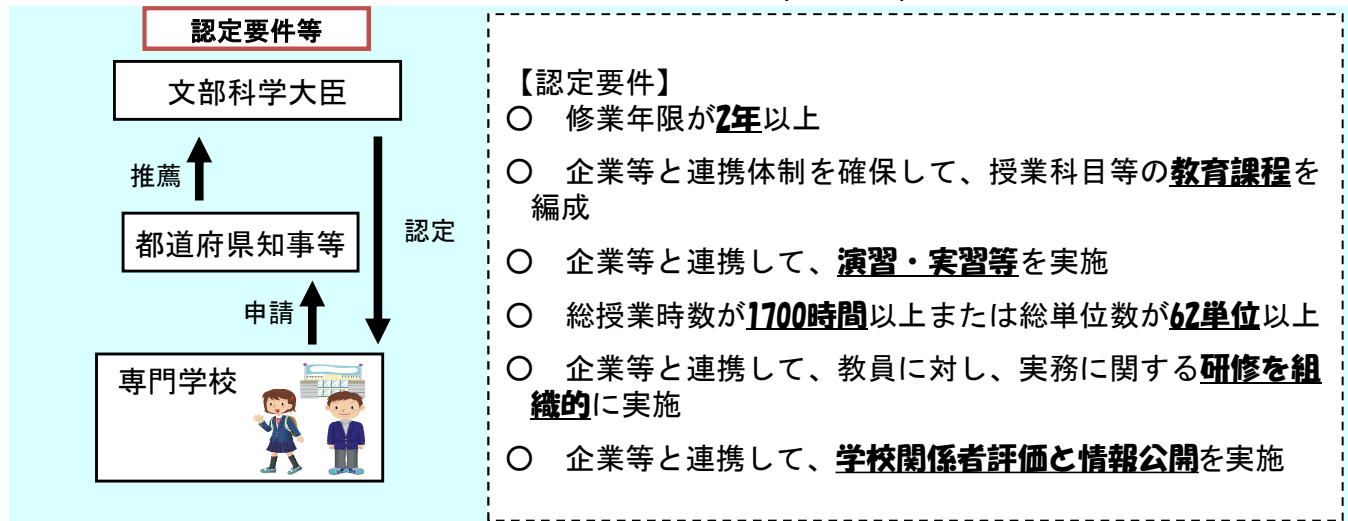 認定要件等
文部科学大臣
推薦
都道府県知事等
認定
申請
専門学校
【認定要件】
○ 修業年限が2年以上
○ 企業等と連携体制を確保して、授業科目等の教育課程を
編成
○ 企業等と連携して、演習・実習等を実施
○ 総授業時数が1700時間以上または総単位数が62単位以上
○ 企業等と連携して、教員に対し、実務に関する研修を組
織的に実施
○ 企業等と連携して、学校関係者評価と情報公開を実施